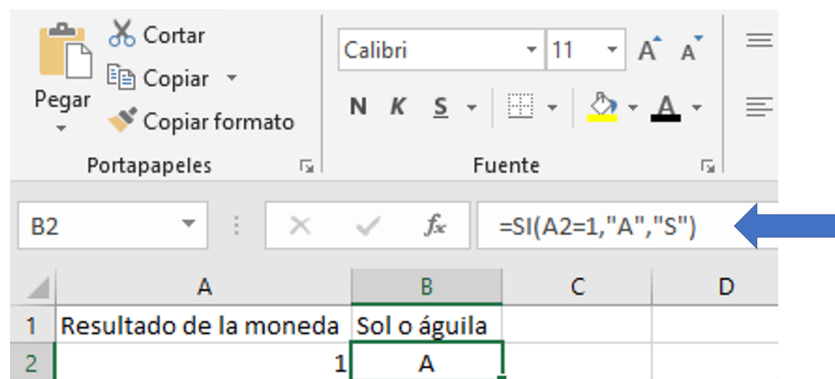 Cortar
Copiar
Copiar formato
Pegar
Portapapeles
Calibri 11 A A
N K S A
Fuente
B2 fx =SI(A2=1,"A","S")
A B C D
1 Resultado de la moneda Sol o águila
2 1 A